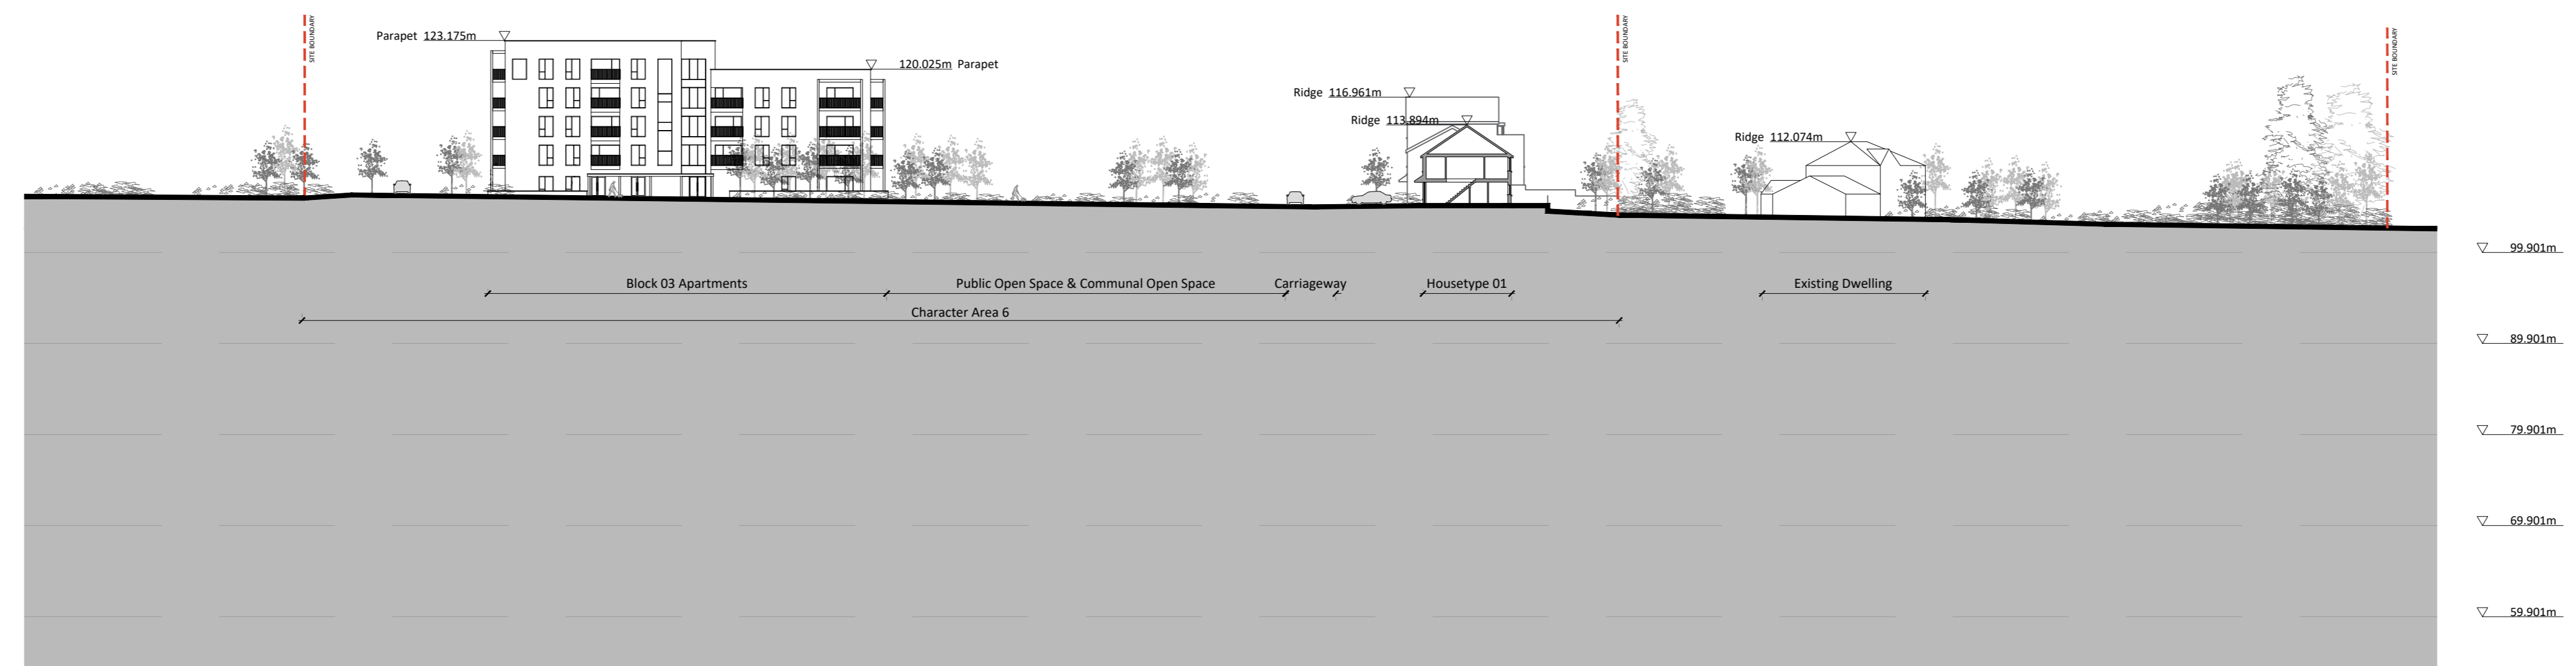 SITE BOUNDARY
SITE BOUNDARY
SITE BOUNDARY
Parapet 123.175m
120.025m Parapet
Ridge 116.961m
Ridge 113.894m
Ridge 112.074m
99.901m
Block 03 Apartments
Public Open Space & Communal Open Space
Carriageway
Housetype 01
Existing Dwelling
Character Area 6
89.901m
79.901m
69.901m
59.901m